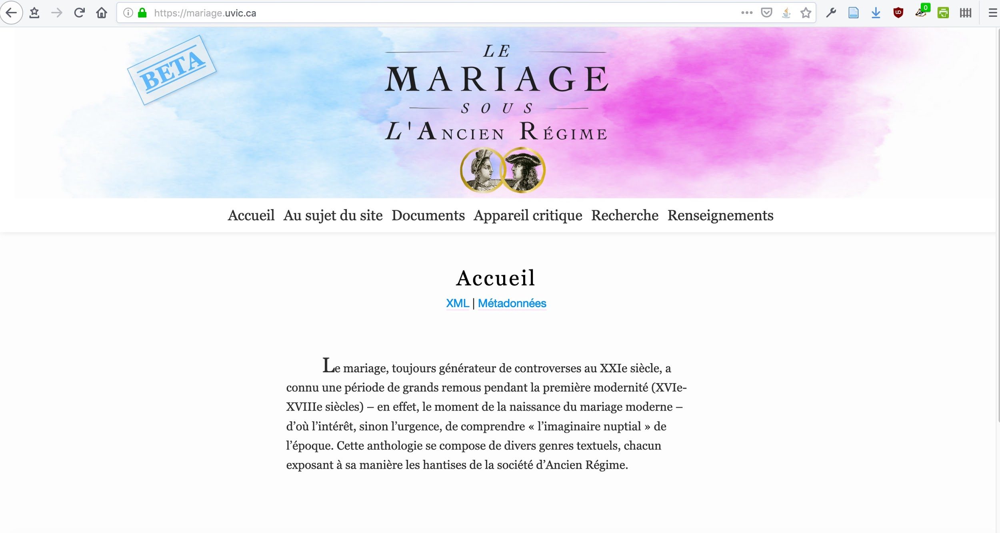 https://mariage.uvic.ca
0
BETA
LE
MARIAGE
SOUS
L'ANCIEN RÉGIME
Accueil Au sujet du site Documents Appareil critique Recherche Renseignements
Accueil
XML | Métadonnées
Le mariage, toujours générateur de controverses au XXIe siècle, a
connu une période de grands remous pendant la première modernité (XVIe-
XVIIIe siècles) – en effet, le moment de la naissance du mariage moderne –
d’où l’intérêt, sinon l’urgence, de comprendre « l’imaginaire nuptial » de
l’époque. Cette anthologie se compose de divers genres textuels, chacun
exposant à sa manière les hantises de la société d’Ancien Régime.